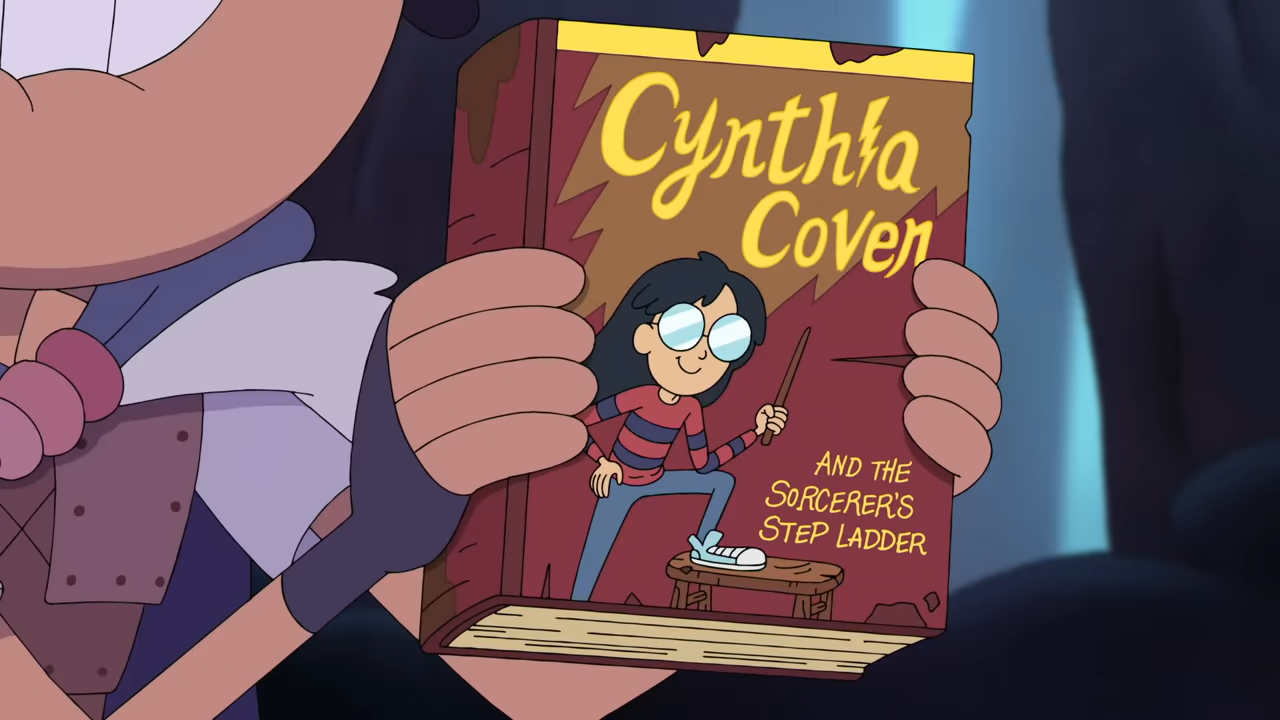 Cynthia
Coven
AND THE
SORCERER'S
STEP LADDER